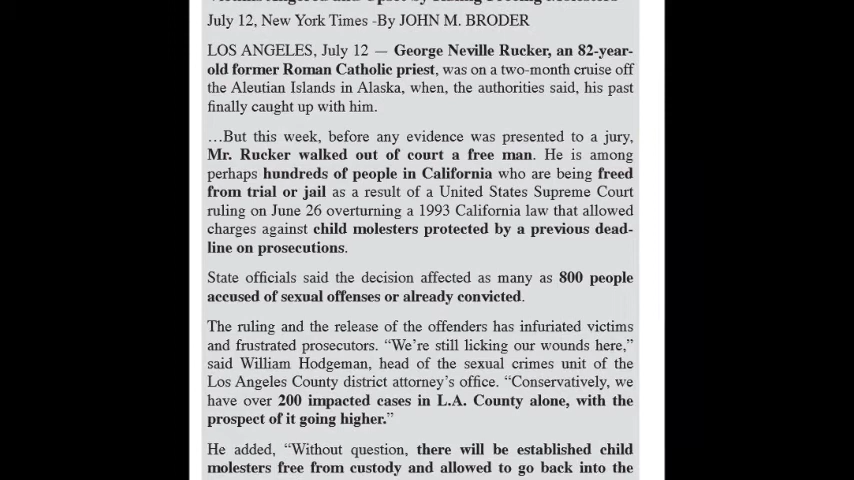 July 12, New York Times -By JOHN M. BRODER
LOS ANGELES, July 12 — George Neville Rucker, an 82-year-
old former Roman Catholic priest, was on a two-month cruise off
the Aleutian Islands in Alaska, when, the authorities said, his past
finally caught up with him.
…But this week, before any evidence was presented to a jury,
Mr. Rucker walked out of court a free man. He is among
perhaps hundreds of people in California who are being freed
from trial or jail as a result of a United States Supreme Court
ruling on June 26 overturning a 1993 California law that allowed
charges against child molesters protected by a previous dead-
line on prosecutions.
State officials said the decision affected as many as 800 people
accused of sexual offenses or already convicted.
The ruling and the release of the offenders has infuriated victims
and frustrated prosecutors. “We’re still licking our wounds here,”
said William Hodgeman, head of the sexual crimes unit of the
Los Angeles County district attorney’s office. “Conservatively, we
have over 200 impacted cases in L.A. County alone, with the
prospect of it going higher.”
He added, “Without question, there will be established child
molesters free from custody and allowed to go back into the